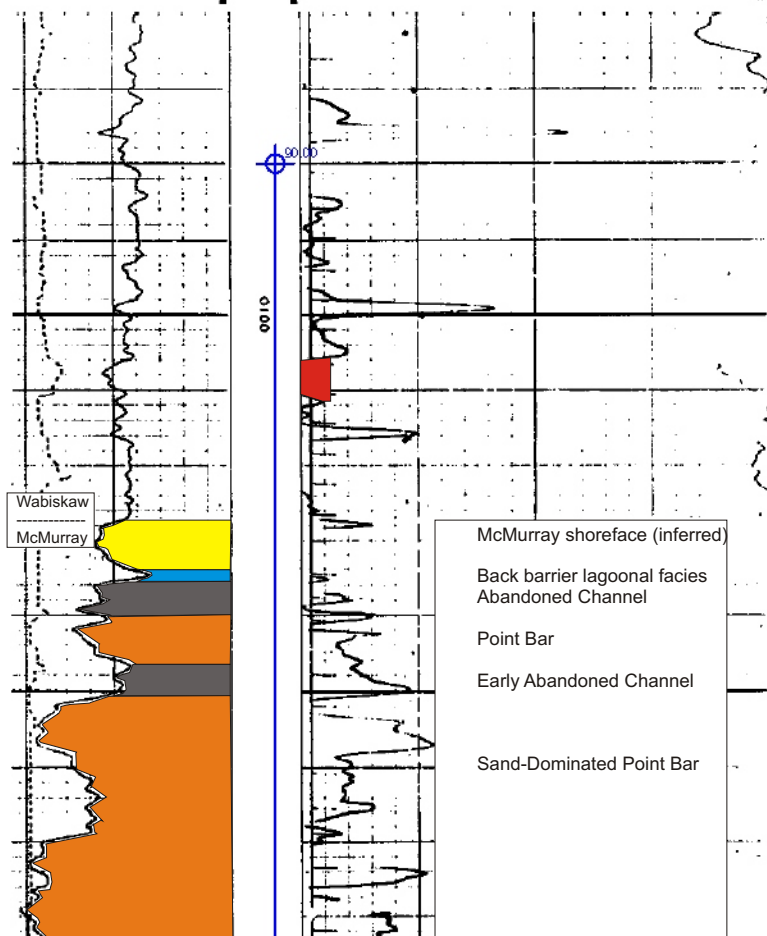 90.00
0100
Wabiskaw
McMurray
McMurray shoreface (inferred)
Back barrier lagoonal facies
Abandoned Channel
Point Bar
Early Abandoned Channel
Sand-Dominated Point Bar